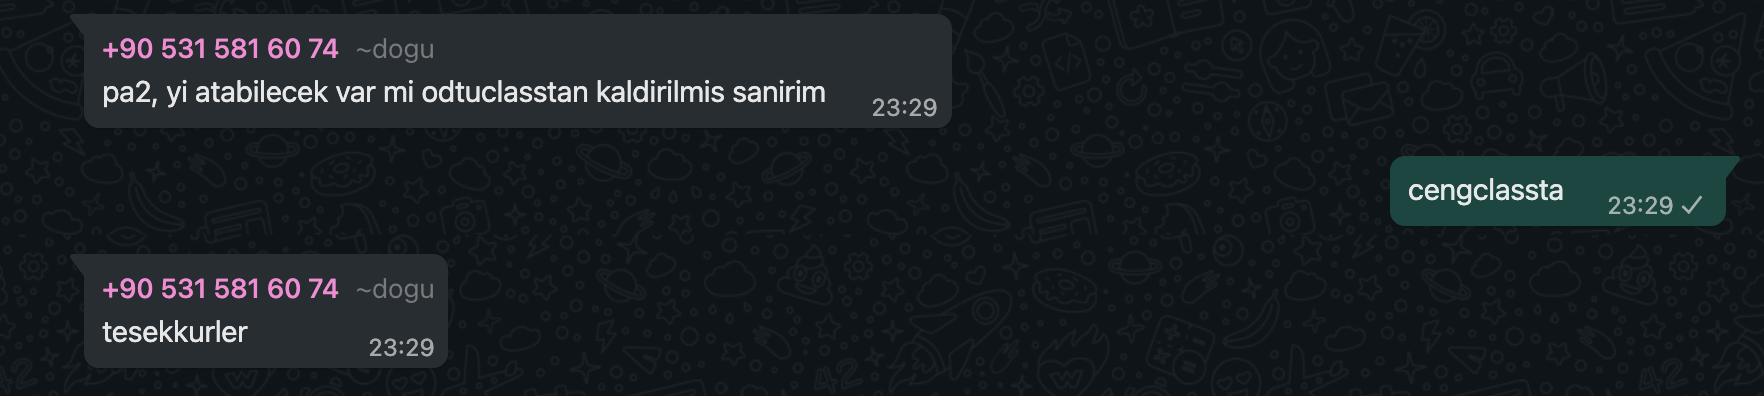 +90 531 581 60 74 ~dogu
pa2, yi atabilecek var mi odtuclasstan kaldirilmis sanirim
23:29
cengclassta
23:29
+90 531 581 60 74 ~dogu
tesekkurler
23:29